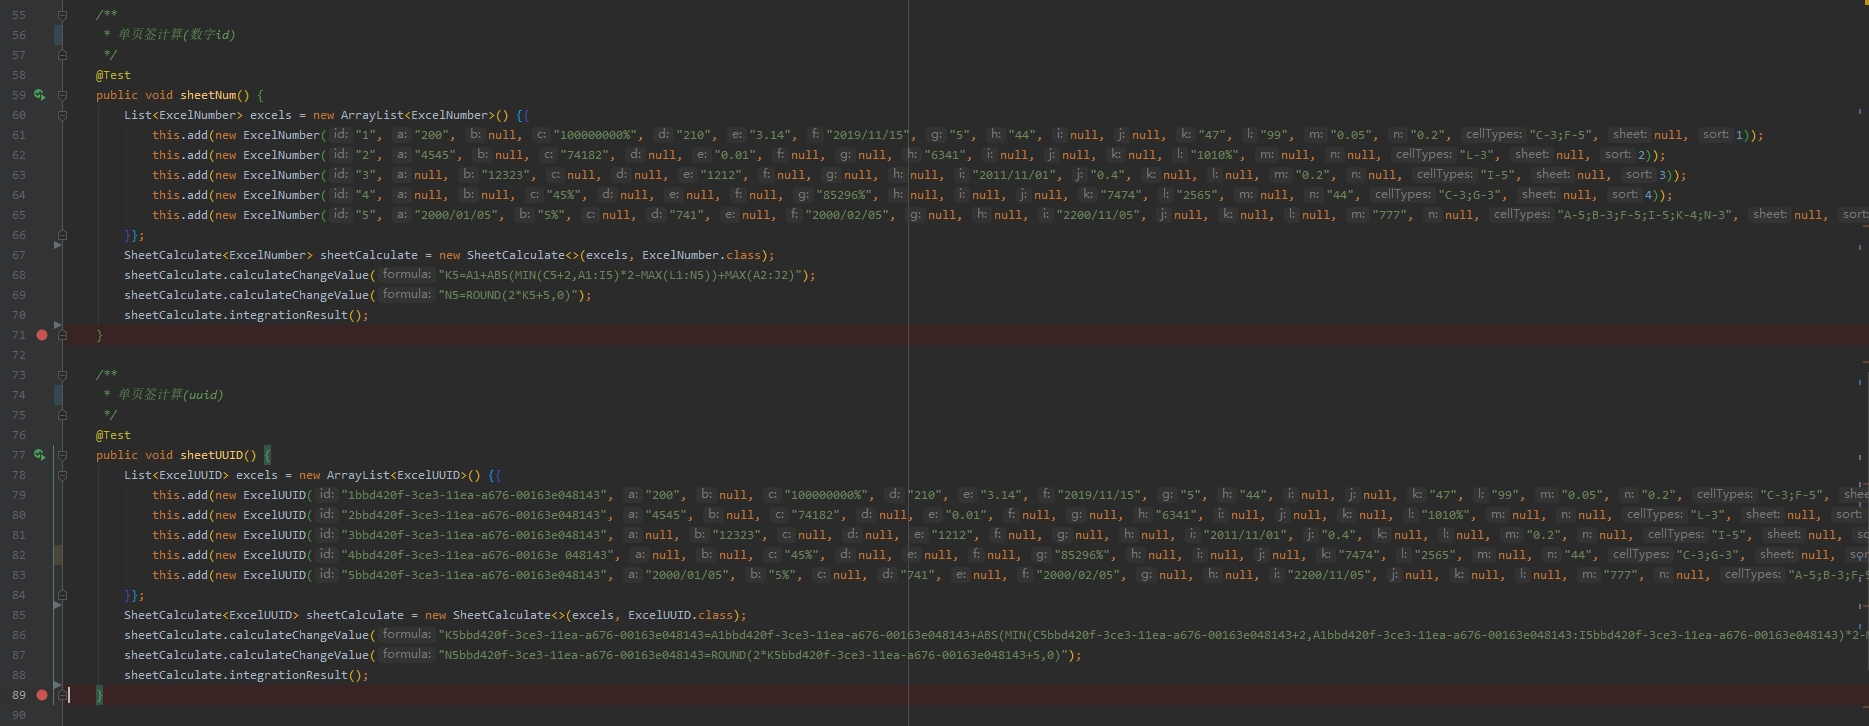 55 /**
56 * 单页签计算(数字id)
57 */
58 @Test
59 public void sheetNum() {
60 List<ExcelNumber> excels = new ArrayList<ExcelNumber>() {{
61 this.add(new ExcelNumber( id: "1", a: "200", b: null, c: "100000000%", d: "210", e: "3.14", f: "2019/11/15", g: "5", h: "44", i: null, j: null, k: "47", l: "99", m: "0.05", n: "0.2", cellTypes: "C-3;F-5", sheet: null, sort: 1));
62 this.add(new ExcelNumber( id: "2", a: "4545", b: null, c: "74182", d: null, e: "0.01", f: null, g: null, h: "6341", i: null, j: null, k: null, l: "1010%", m: null, n: null, cellTypes: "L-3", sheet: null, sort: 2));
63 this.add(new ExcelNumber( id: "3", a: null, b: "12323", c: null, d: null, e: "1212", f: null, g: null, h: null, i: "2011/11/01", j: "0.4", k: null, l: null, m: "0.2", n: null, cellTypes: "I-5", sheet: null, sort: 3));
64 this.add(new ExcelNumber( id: "4", a: null, b: null, c: "45%", d: null, e: null, f: null, g: "85296%", h: null, i: null, j: null, k: "7474", l: "2565", m: null, n: "44", cellTypes: "C-3;G-3", sheet: null, sort: 4));
65 this.add(new ExcelNumber( id: "5", a: "2000/01/05", b: "5%", c: null, d: "741", e: null, f: "2000/02/05", g: null, h: null, i: "2200/11/05", j: null, k: null, l: null, m: "777", n: null, cellTypes: "A-5;B-3;F-5;I-5;K-4;N-3", sheet: null, sort:
66 }};
67 SheetCalculate<ExcelNumber> sheetCalculate = new SheetCalculate<>(excels, ExcelNumber.class);
68 sheetCalculate.calculateChangeValue( formula: "K5=A1+ABS(MIN(C5+2,A1:I5)*2-MAX(L1:N5))+MAX(A2:J2)");
69 sheetCalculate.calculateChangeValue( formula: "N5=ROUND(2*K5+5,0)");
70 sheetCalculate.integrationResult();
71 }
72
73 /**
74 * 单页签计算(uuid)
75 */
76 @Test
77 public void sheetUUID() {
78 List<ExcelUUID> excels = new ArrayList<ExcelUUID>() {{
79 this.add(new ExcelUUID( id: "1bbd420f-3ce3-11ea-a676-00163e048143", a: "200", b: null, c: "100000000%", d: "210", e: "3.14", f: "2019/11/15", g: "5", h: "44", i: null, j: null, k: "47", l: "99", m: "0.05", n: "0.2", cellTypes: "C-3;F-5", shee
80 this.add(new ExcelUUID( id: "2bbd420f-3ce3-11ea-a676-00163e048143", a: "4545", b: null, c: "74182", d: null, e: "0.01", f: null, g: null, h: "6341", i: null, j: null, k: null, l: "1010%", m: null, n: null, cellTypes: "L-3", sheet: null, sort:
81 this.add(new ExcelUUID( id: "3bbd420f-3ce3-11ea-a676-00163e048143", a: null, b: "12323", c: null, d: null, e: "1212", f: null, g: null, h: null, i: "2011/11/01", j: "0.4", k: null, l: null, m: "0.2", n: null, cellTypes: "I-5", sheet: null, so
82 this.add(new ExcelUUID( id: "4bbd420f-3ce3-11ea-a676-00163e 048143", a: null, b: null, c: "45%", d: null, e: null, f: null, g: "85296%", h: null, i: null, j: null, k: "7474", l: "2565", m: null, n: "44", cellTypes: "C-3;G-3", sheet: null, sor
83 this.add(new ExcelUUID( id: "5bbd420f-3ce3-11ea-a676-00163e048143", a: "2000/01/05", b: "5%", c: null, d: "741", e: null, f: "2000/02/05", g: null, h: null, i: "2200/11/05", j: null, k: null, l: null, m: "777", n: null, cellTypes: "A-5;B-3;F-5
84 }};
85 SheetCalculate<ExcelUUID> sheetCalculate = new SheetCalculate<>(excels, ExcelUUID.class);
86 sheetCalculate.calculateChangeValue( formula: "K5bbd420f-3ce3-11ea-a676-00163e048143=A1bbd420f-3ce3-11ea-a676-00163e048143+ABS(MIN(C5bbd420f-3ce3-11ea-a676-00163e048143+2,A1bbd420f-3ce3-11ea-a676-00163e048143:I5bbd420f-3ce3-11ea-a676-00163e048143)*2-M
87 sheetCalculate.calculateChangeValue( formula: "N5bbd420f-3ce3-11ea-a676-00163e048143=ROUND(2*K5bbd420f-3ce3-11ea-a676-00163e048143+5,0)");
88 sheetCalculate.integrationResult();
89 }
90